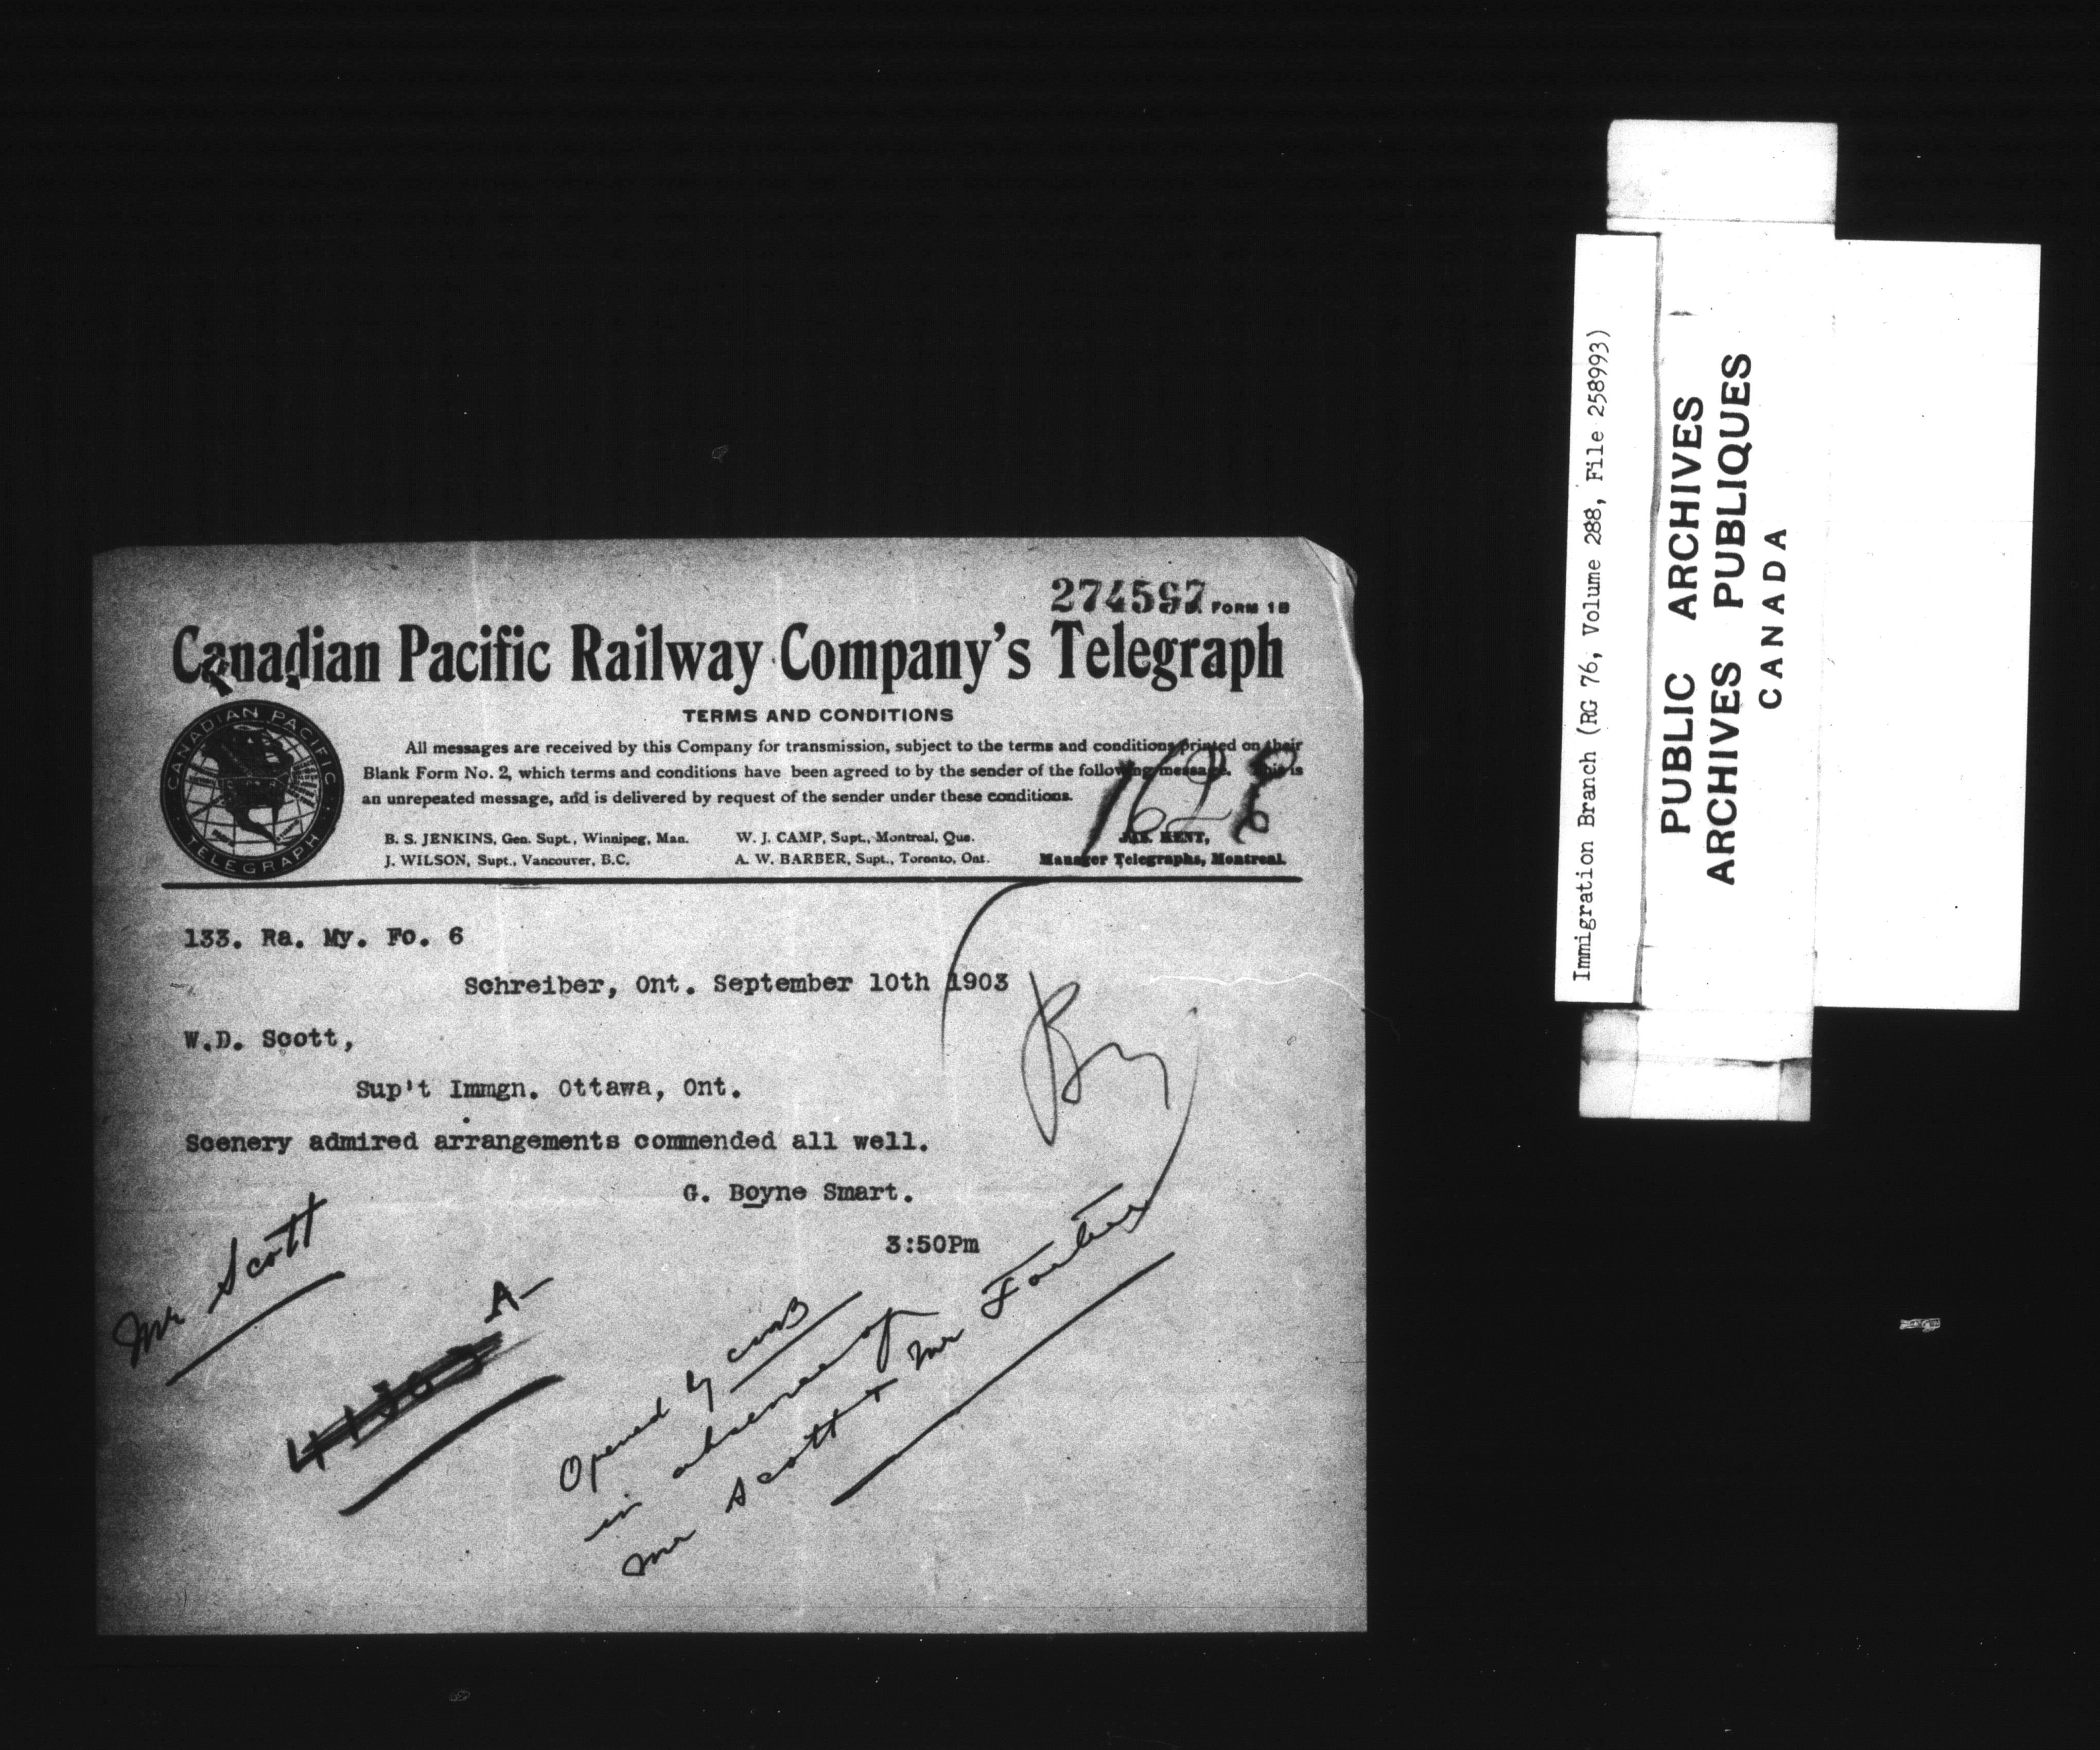 274597 FORM 1B
Canadian Pacific Railway Company's Telegraph
CANADIAN PACIFIC TELEGRAPH
TERMS AND CONDITIONS
All messages are received by this Company for transmission, subject to the terms and conditions printed on their
Blank Form No. 2, which terms and conditions have been agreed to by the sender of the following message. This is
an unrepeated message, and is delivered by request of the sender under these conditions.
B. S. JENKINS, Gen. Supt., Winnipeg, Man.
J. WILSON, Supt., Vancouver, B.C.
W. J. CAMP, Supt., Montreal, Que.
A. W. BARBER, Supt., Toronto, Ont.
JAS. KENT,
Manager Telegraphs, Montreal.
133. Ra. My. Fo. 6
Schreiber, Ont. September 10th 1903
W.D. Scott,
Sup't Immgn. Ottawa, Ont.
Scenery admired arrangements commended all well.
G. Boyne Smart.
3:50Pm
Mr Scott
A
Opened by
in absence of
Mr Scott + Mr
Immigration Branch (RG 76, Volume 288, File 258993)
PUBLIC ARCHIVES
ARCHIVES PUBLIQUES
CANADA